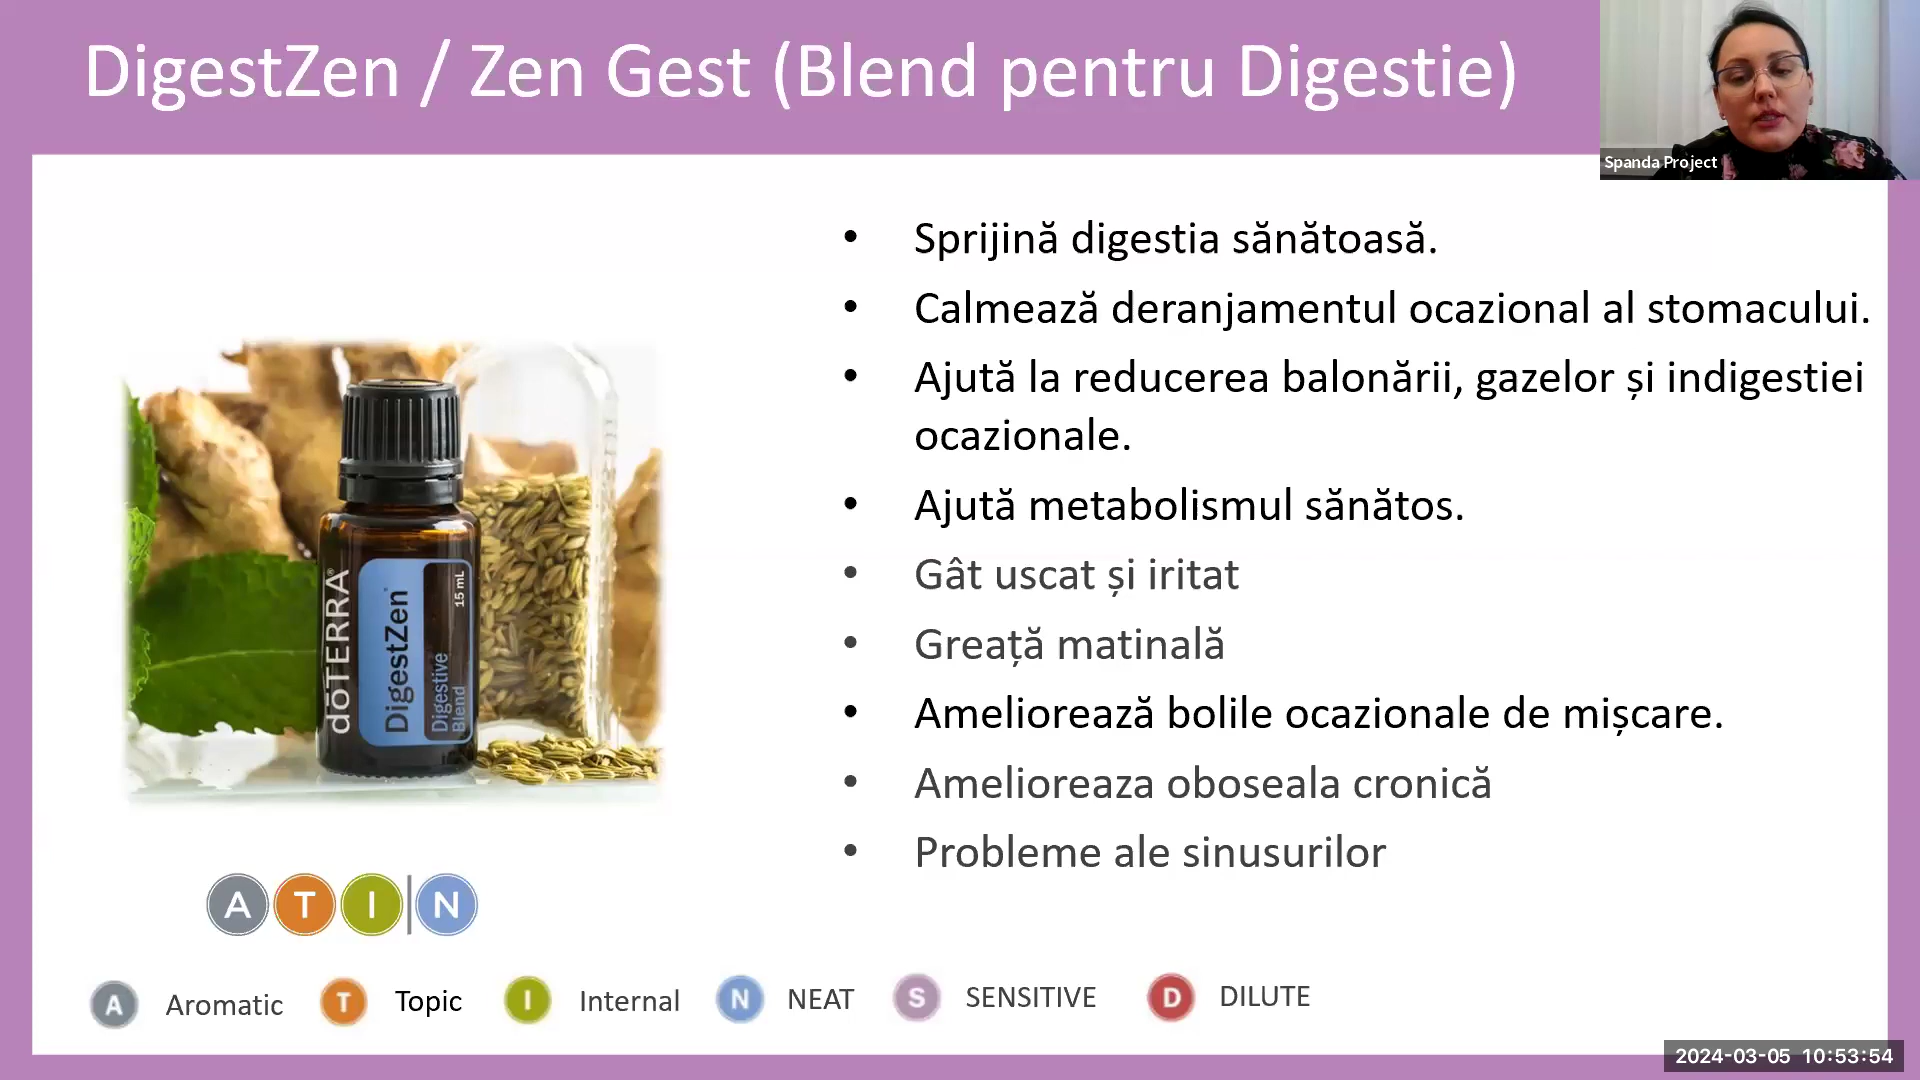 DigestZen / Zen Gest (Blend pentru Digestie)
Spanda Project
• Sprijină digestia sănătoasă.
• Calmează deranjamentul ocazional al stomacului.
• Ajută la reducerea balonării, gazelor și indigestiei
ocazionale.
• Ajută metabolismul sănătos.
• Gât uscat și iritat
• Greață matinală
• Ameliorează bolile ocazionale de mișcare.
• Amelioreaza oboseala cronică
• Probleme ale sinusurilor
dōTERRA®
DigestZen
Digestive
Blend
15 mL
A T I | N
A Aromatic T Topic I Internal N NEAT S SENSITIVE D DILUTE
2024-03-05 10:53:54